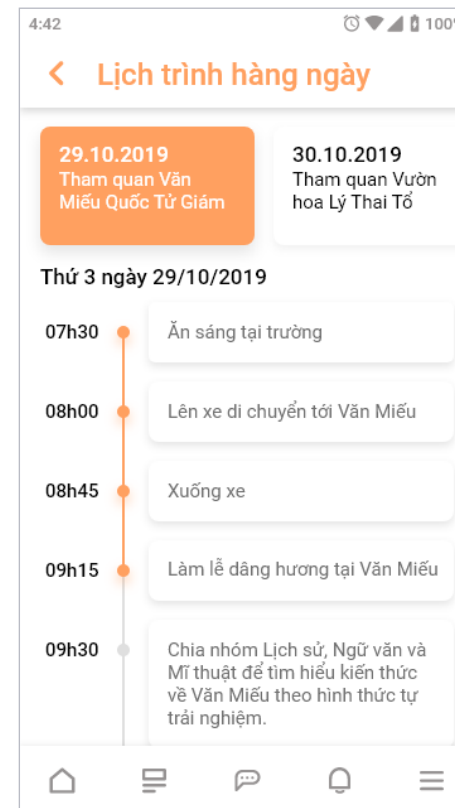 4:42
100%
Lịch trình hàng ngày
29.10.2019
Tham quan Văn
Miếu Quốc Tử Giám
30.10.2019
Tham quan Vườn
hoa Lý Thai Tổ
Thứ 3 ngày 29/10/2019
07h30
Ăn sáng tại trường
08h00
Lên xe di chuyển tới Văn Miếu
08h45
Xuống xe
09h15
Làm lễ dâng hương tại Văn Miếu
09h30
Chia nhóm Lịch sử, Ngữ văn và
Mĩ thuật để tìm hiểu kiến thức
về Văn Miếu theo hình thức tự
trải nghiệm.